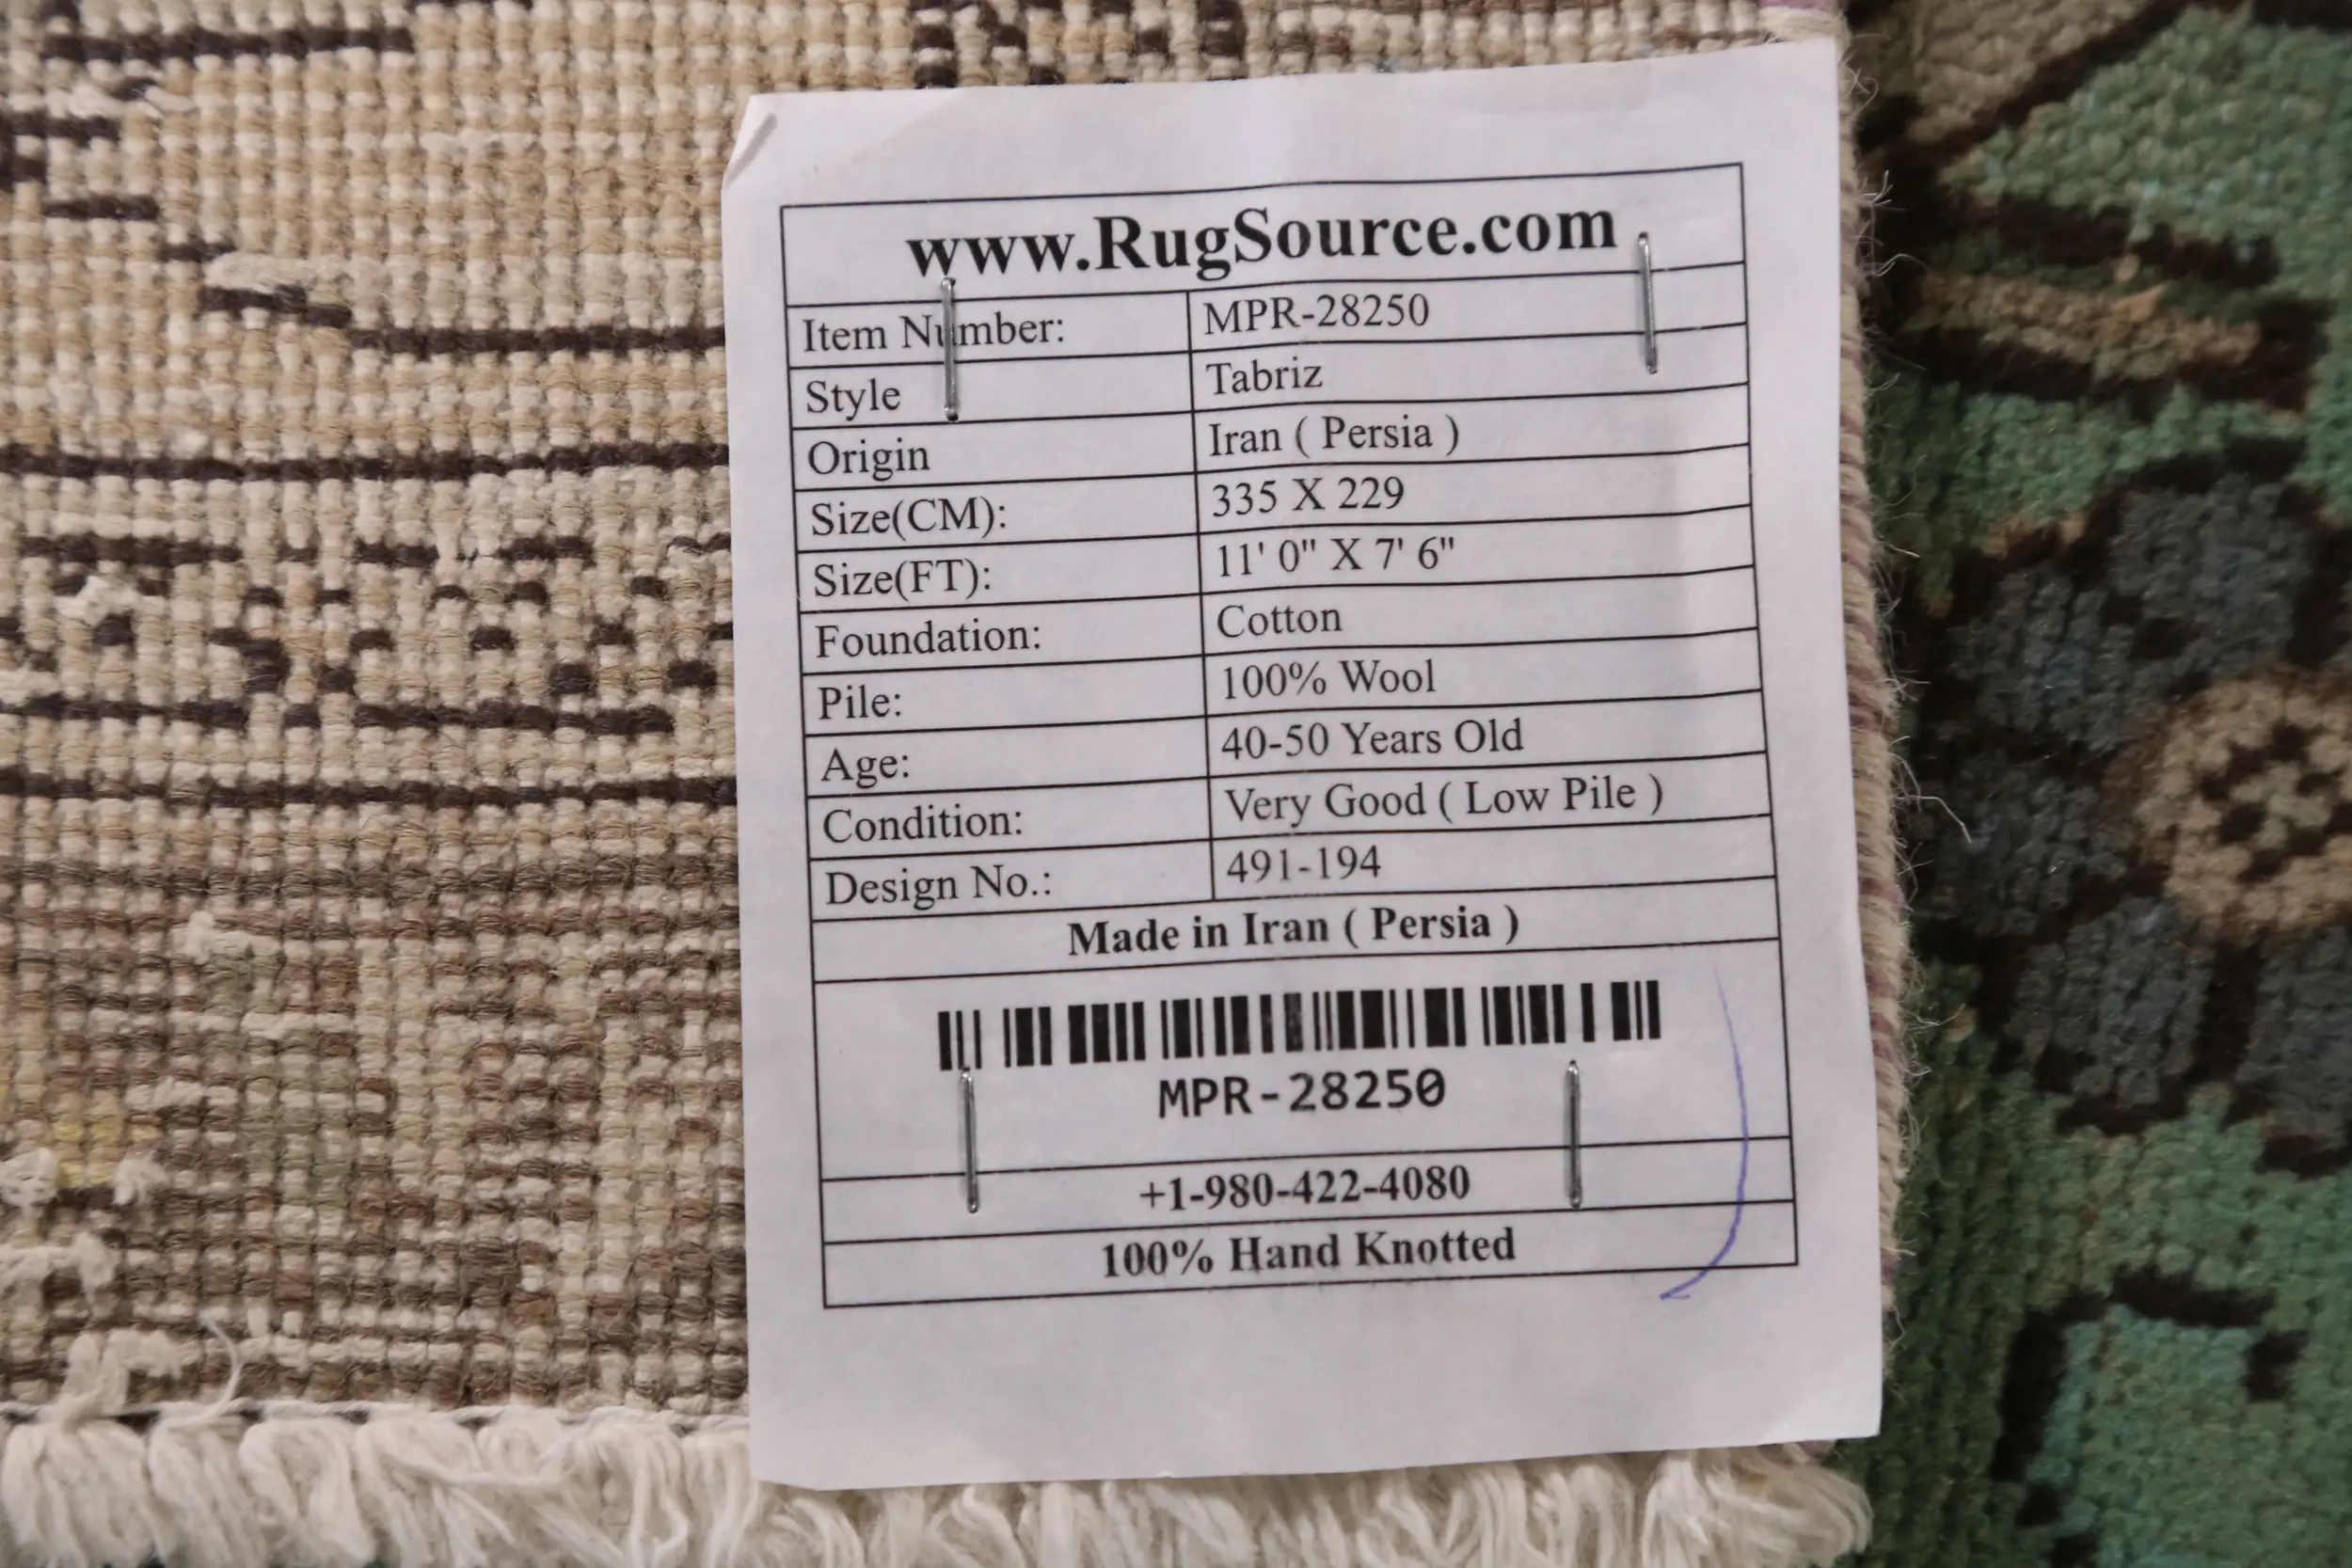 www.RugSource.com
Item Number: MPR-28250
Style Tabriz
Origin Iran ( Persia )
Size(CM): 335 X 229
Size(FT): 11' 0" X 7' 6"
Foundation: Cotton
Pile: 100% Wool
Age: 40-50 Years Old
Condition: Very Good ( Low Pile )
Design No.: 491-194
Made in Iran ( Persia )
MPR-28250
+1-980-422-4080
100% Hand Knotted